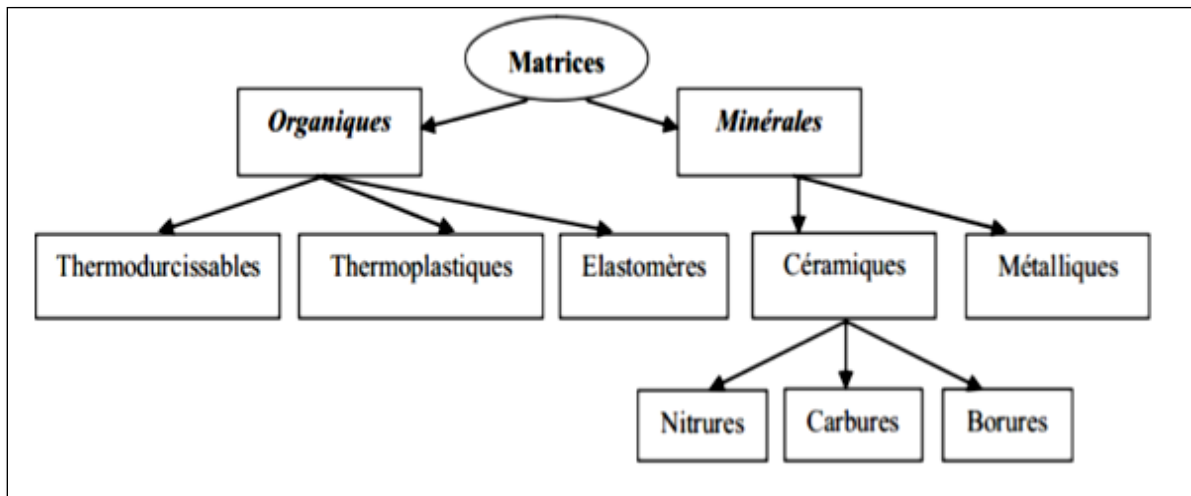 Matrices
Organiques
Minérales
Thermodurcissables
Thermoplastiques
Elastomères
Céramiques
Métalliques
Nitrures
Carbures
Borures